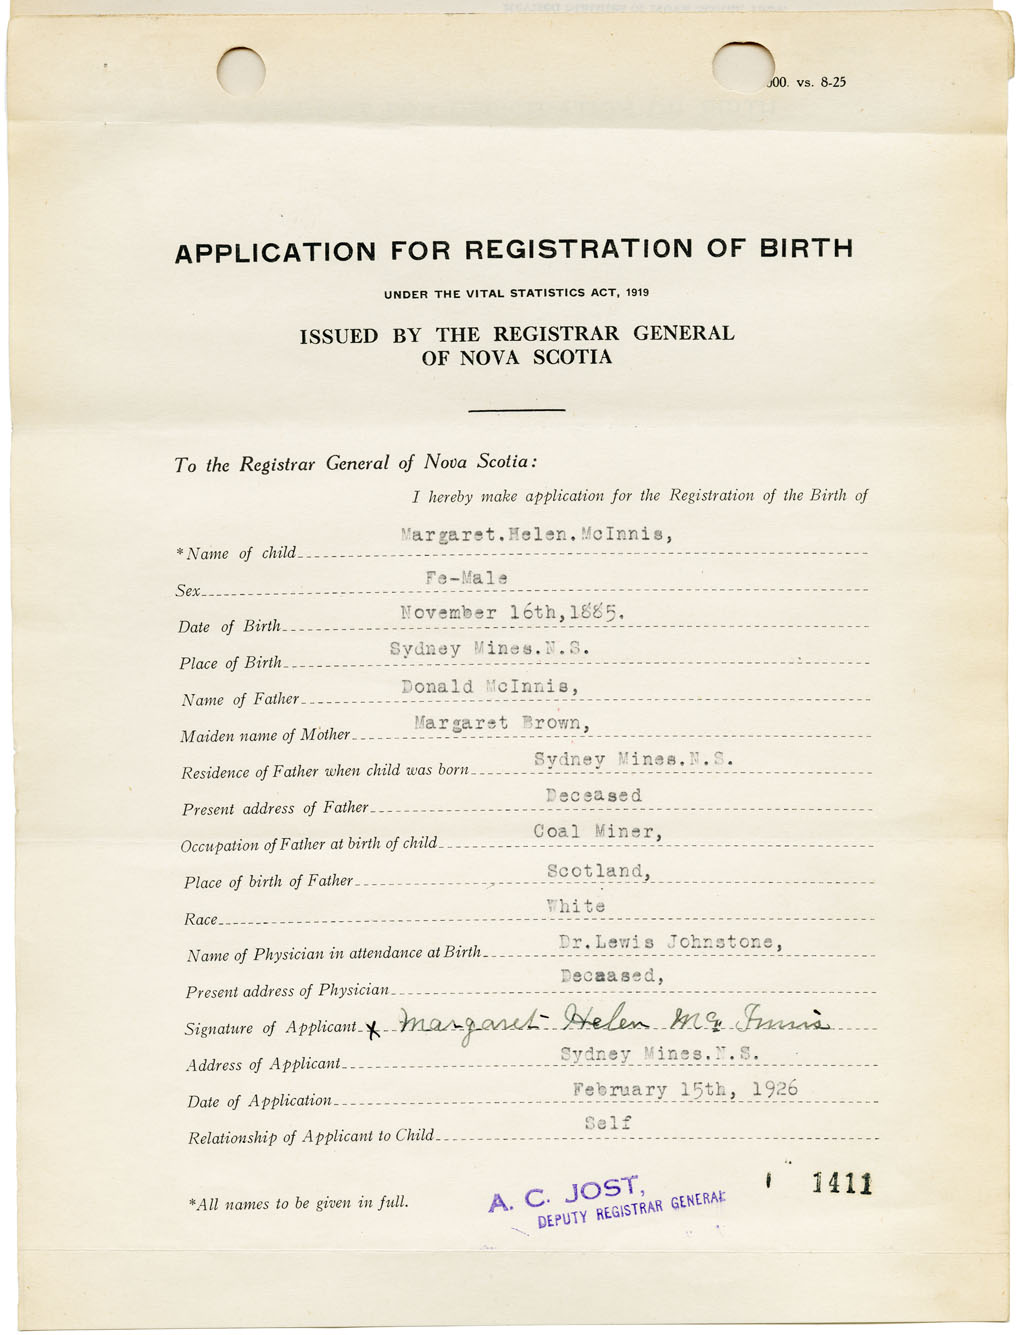 vs. 8-25
APPLICATION FOR REGISTRATION OF BIRTH
UNDER THE VITAL STATISTICS ACT, 1919
ISSUED BY THE REGISTRAR GENERAL
OF NOVA SCOTIA
To the Registrar General of Nova Scotia:
I hereby make application for the Registration of the Birth of
*Name of child Margaret.Helen.McInnis,
Sex Fe-Male
Date of Birth November 16th,1885.
Place of Birth Sydney Mines.N.S.
Name of Father Donald McInnis,
Maiden name of Mother Margaret Brown,
Residence of Father when child was born Sydney Mines.N.S.
Present address of Father Deceased
Occupation of Father at birth of child Coal Miner,
Place of birth of Father Scotland,
Race White
Name of Physician in attendance at Birth Dr.Lewis Johnstone,
Present address of Physician Decaased,
Signature of Applicant x Margaret Helen McInnis
Address of Applicant Sydney Mines.N.S.
Date of Application February 15th, 1926
Relationship of Applicant to Child Self
*All names to be given in full.
A. C. JOST,
DEPUTY REGISTRAR GENERAL
1411